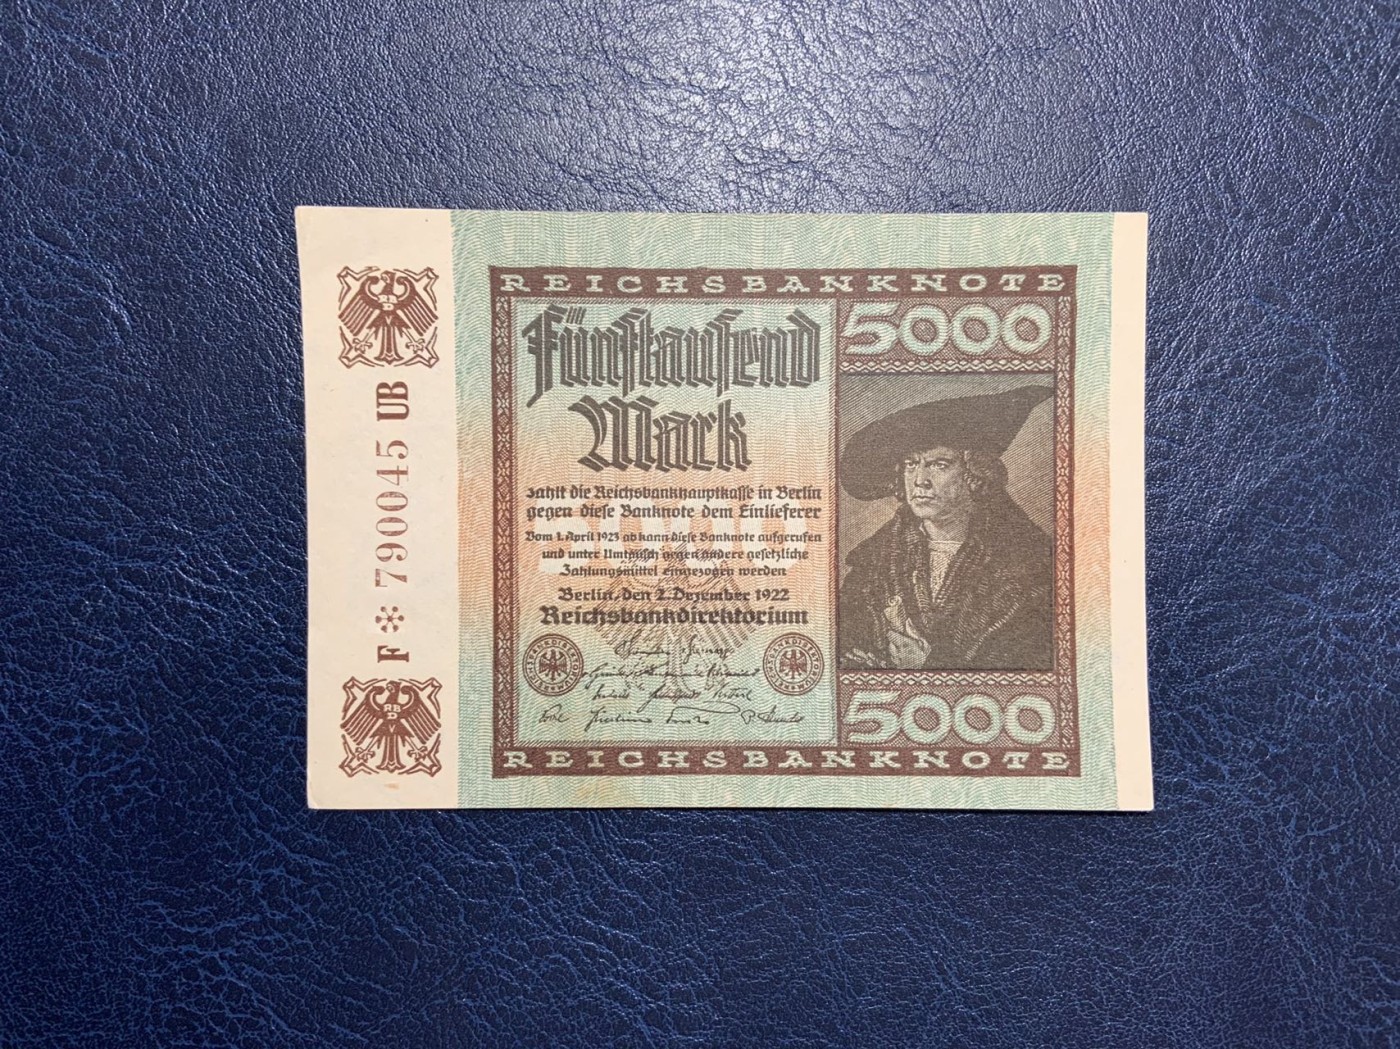 REICHSBANKNOTE
5000
Fünftausend
Mark
zahlt die Reichsbankhauptkasse in Berlin
gegen diese Banknote dem Einlieferer
Vom 1. April 1923 ab kann diese Banknote aufgerufen
und unter Umtausch gegen andere gesetzliche
Zahlungsmittel eingezogen werden
Berlin, den 2. Dezember 1922
Reichsbankdirektorium
5000
REICHSBANKNOTE
F * 790045 UB